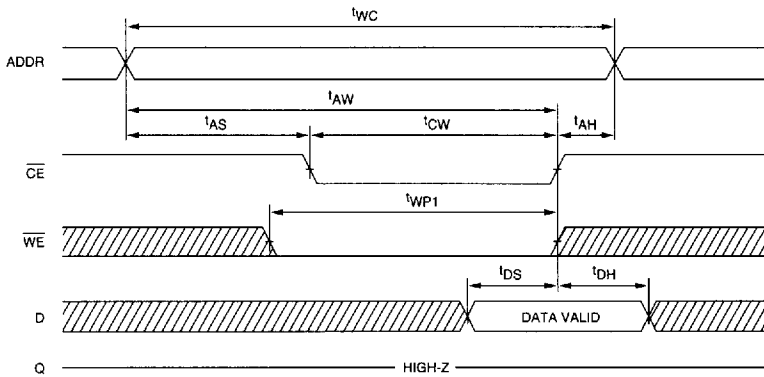 tWC
ADDR
tAW
tAS tCW tAH
CE
tWP1
WE
tDS tDH
D DATA VALID
Q HIGH-Z